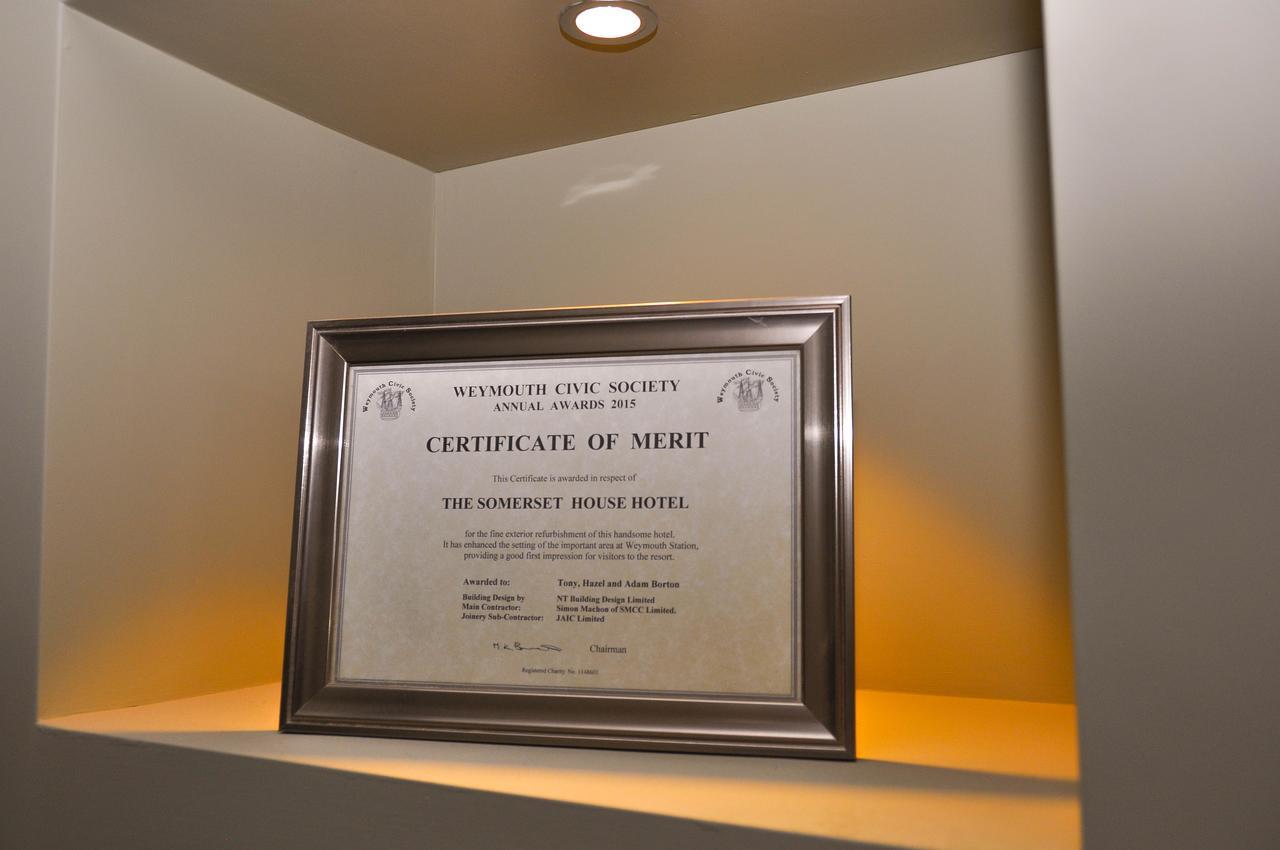 Weymouth Civic Society
WEYMOUTH CIVIC SOCIETY
Weymouth Civic Society
ANNUAL AWARDS 2015
CERTIFICATE OF MERIT
This Certificate is awarded in respect of
THE SOMERSET HOUSE HOTEL
for the fine exterior refurbishment of this handsome hotel.
It has enhanced the setting of the important area at Weymouth Station,
providing a good first impression for visitors to the resort.
Awarded to: Tony, Hazel and Adam Borton
Building Design by NT Building Design Limited
Main Contractor: Simon Machon of SMCC Limited.
Joinery Sub-Contractor: JAIC Limited
Chairman
Registered Charity No.